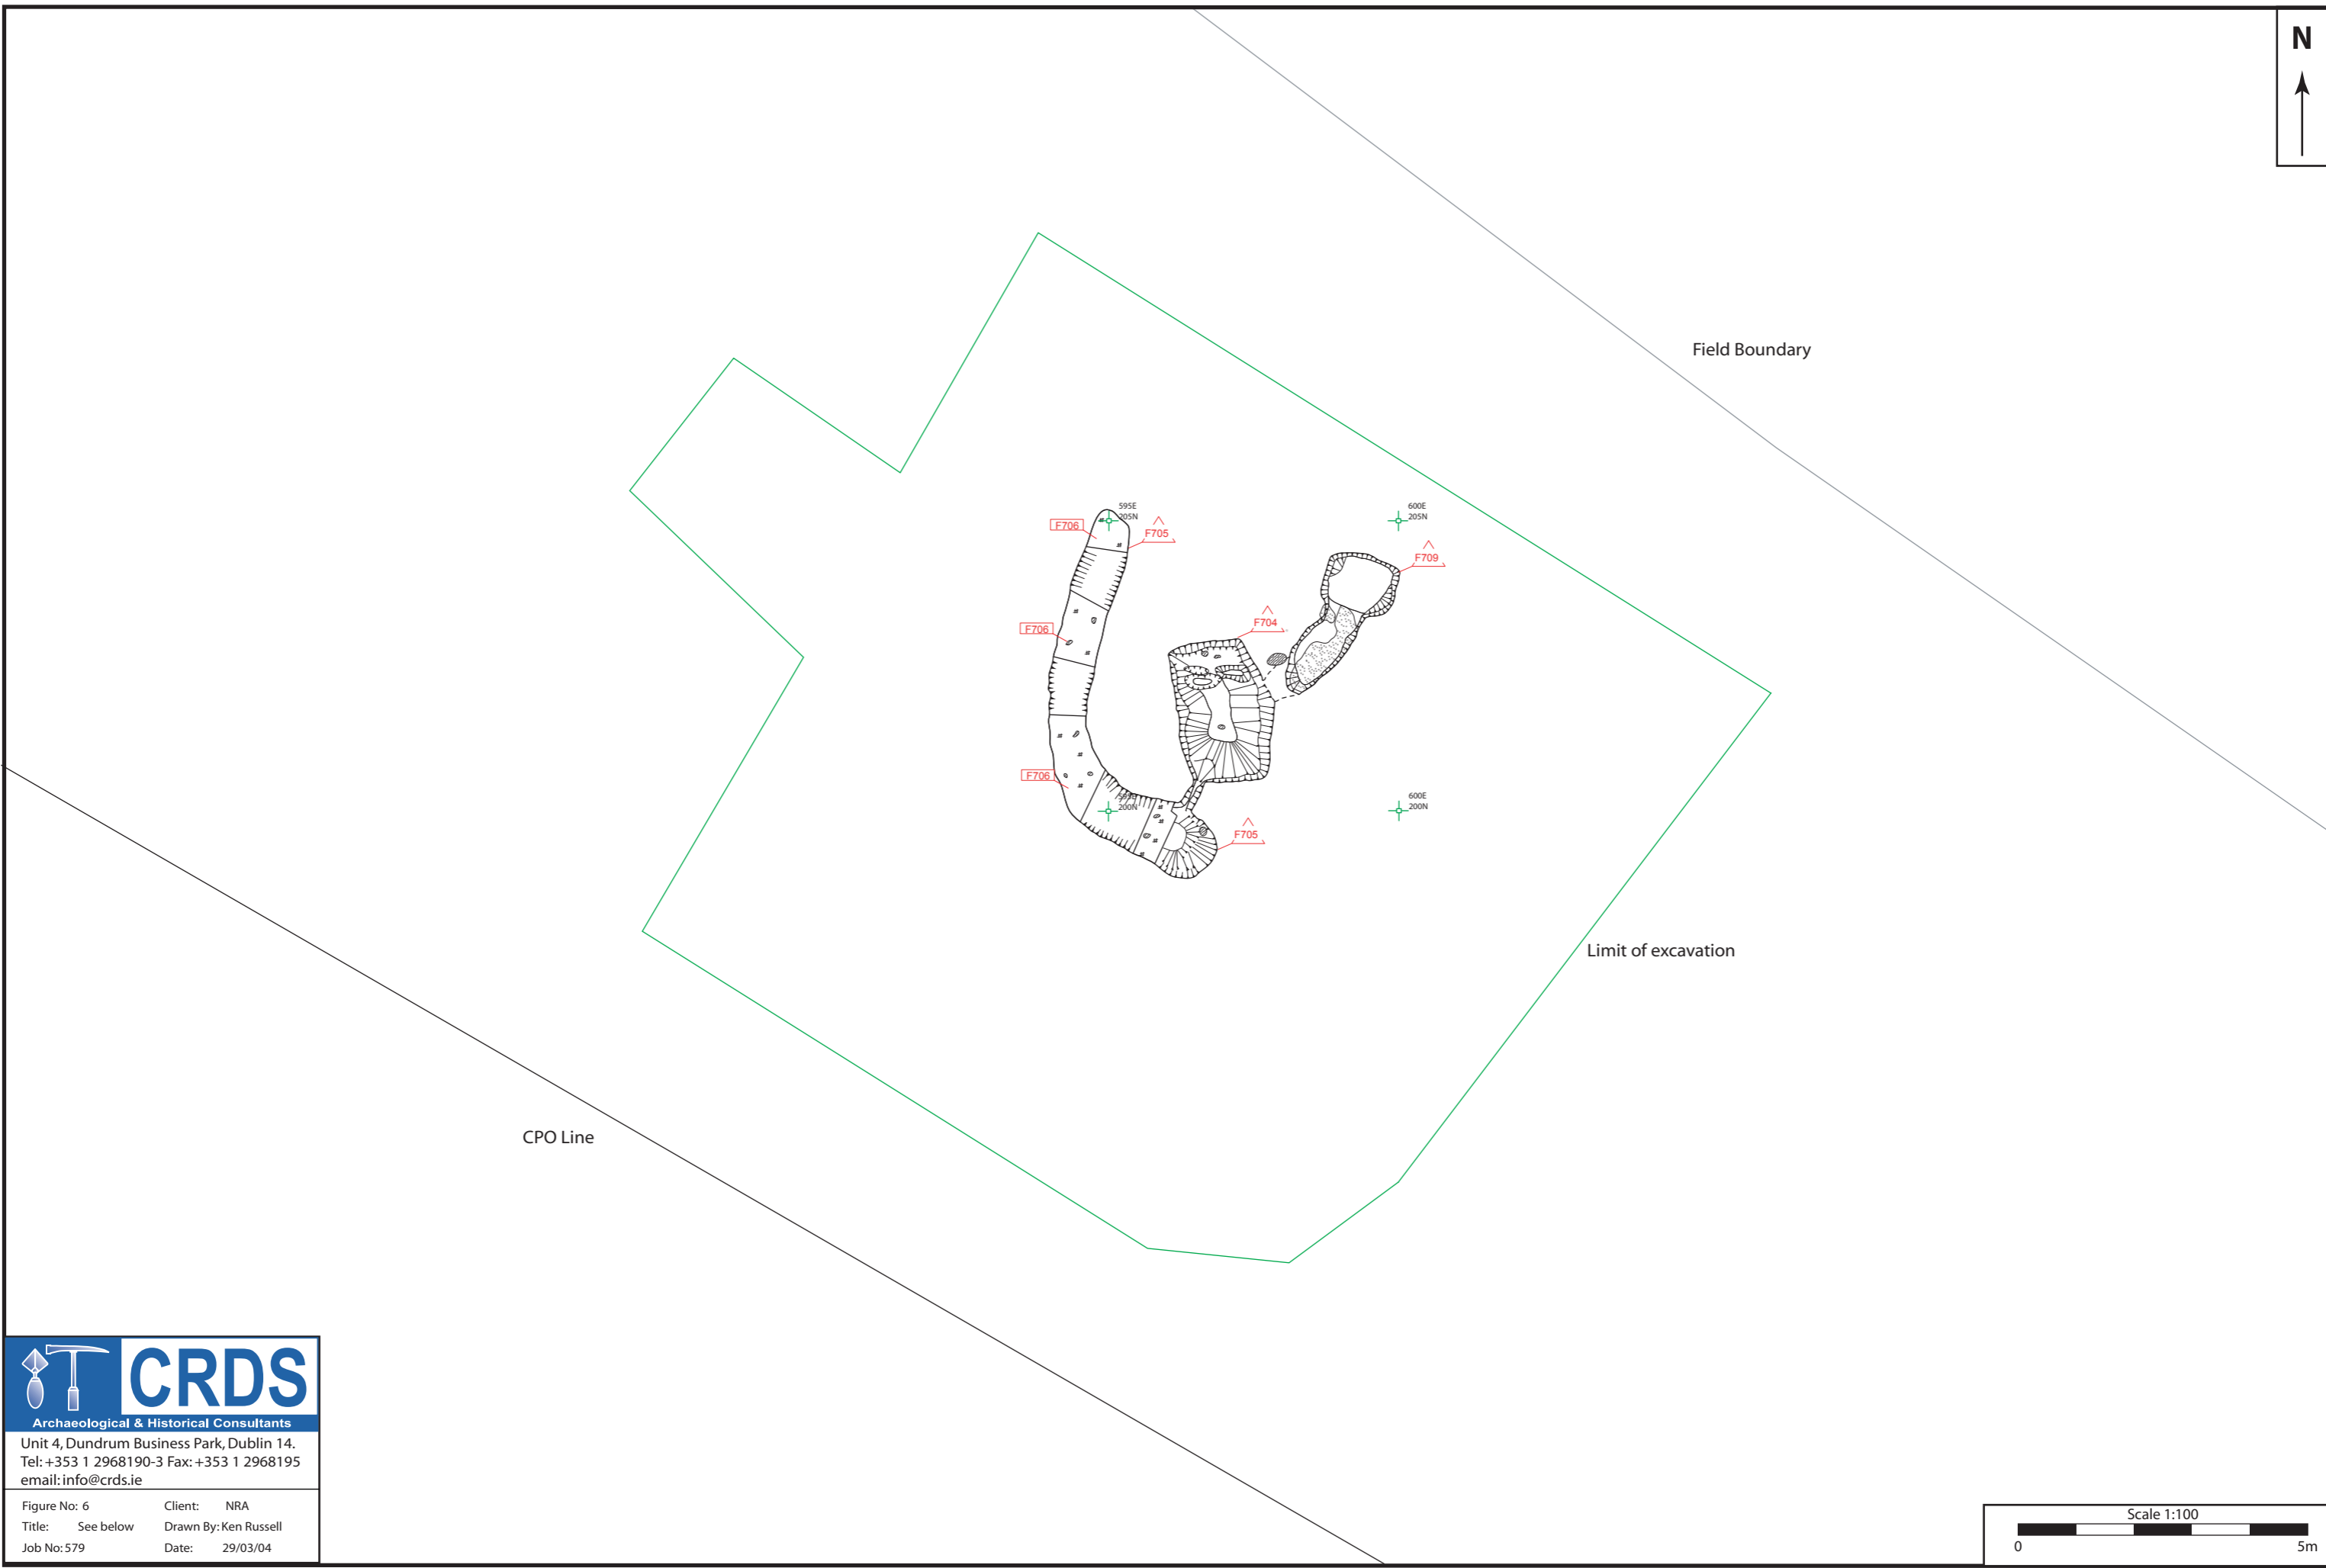 N
Field Boundary
595E
205N
600E
205N
F706
F705
F709
F704
F706
F706
595E
200N
600E
200N
F705
Limit of excavation
CPO Line
CRDS
Archaeological & Historical Consultants
Unit 4, Dundrum Business Park, Dublin 14.
Tel: +353 1 2968190-3 Fax: +353 1 2968195
email: info@crds.ie
Figure No: 6 Client: NRA
Title: See below Drawn By: Ken Russell
Job No: 579 Date: 29/03/04
Scale 1:100
0 5m